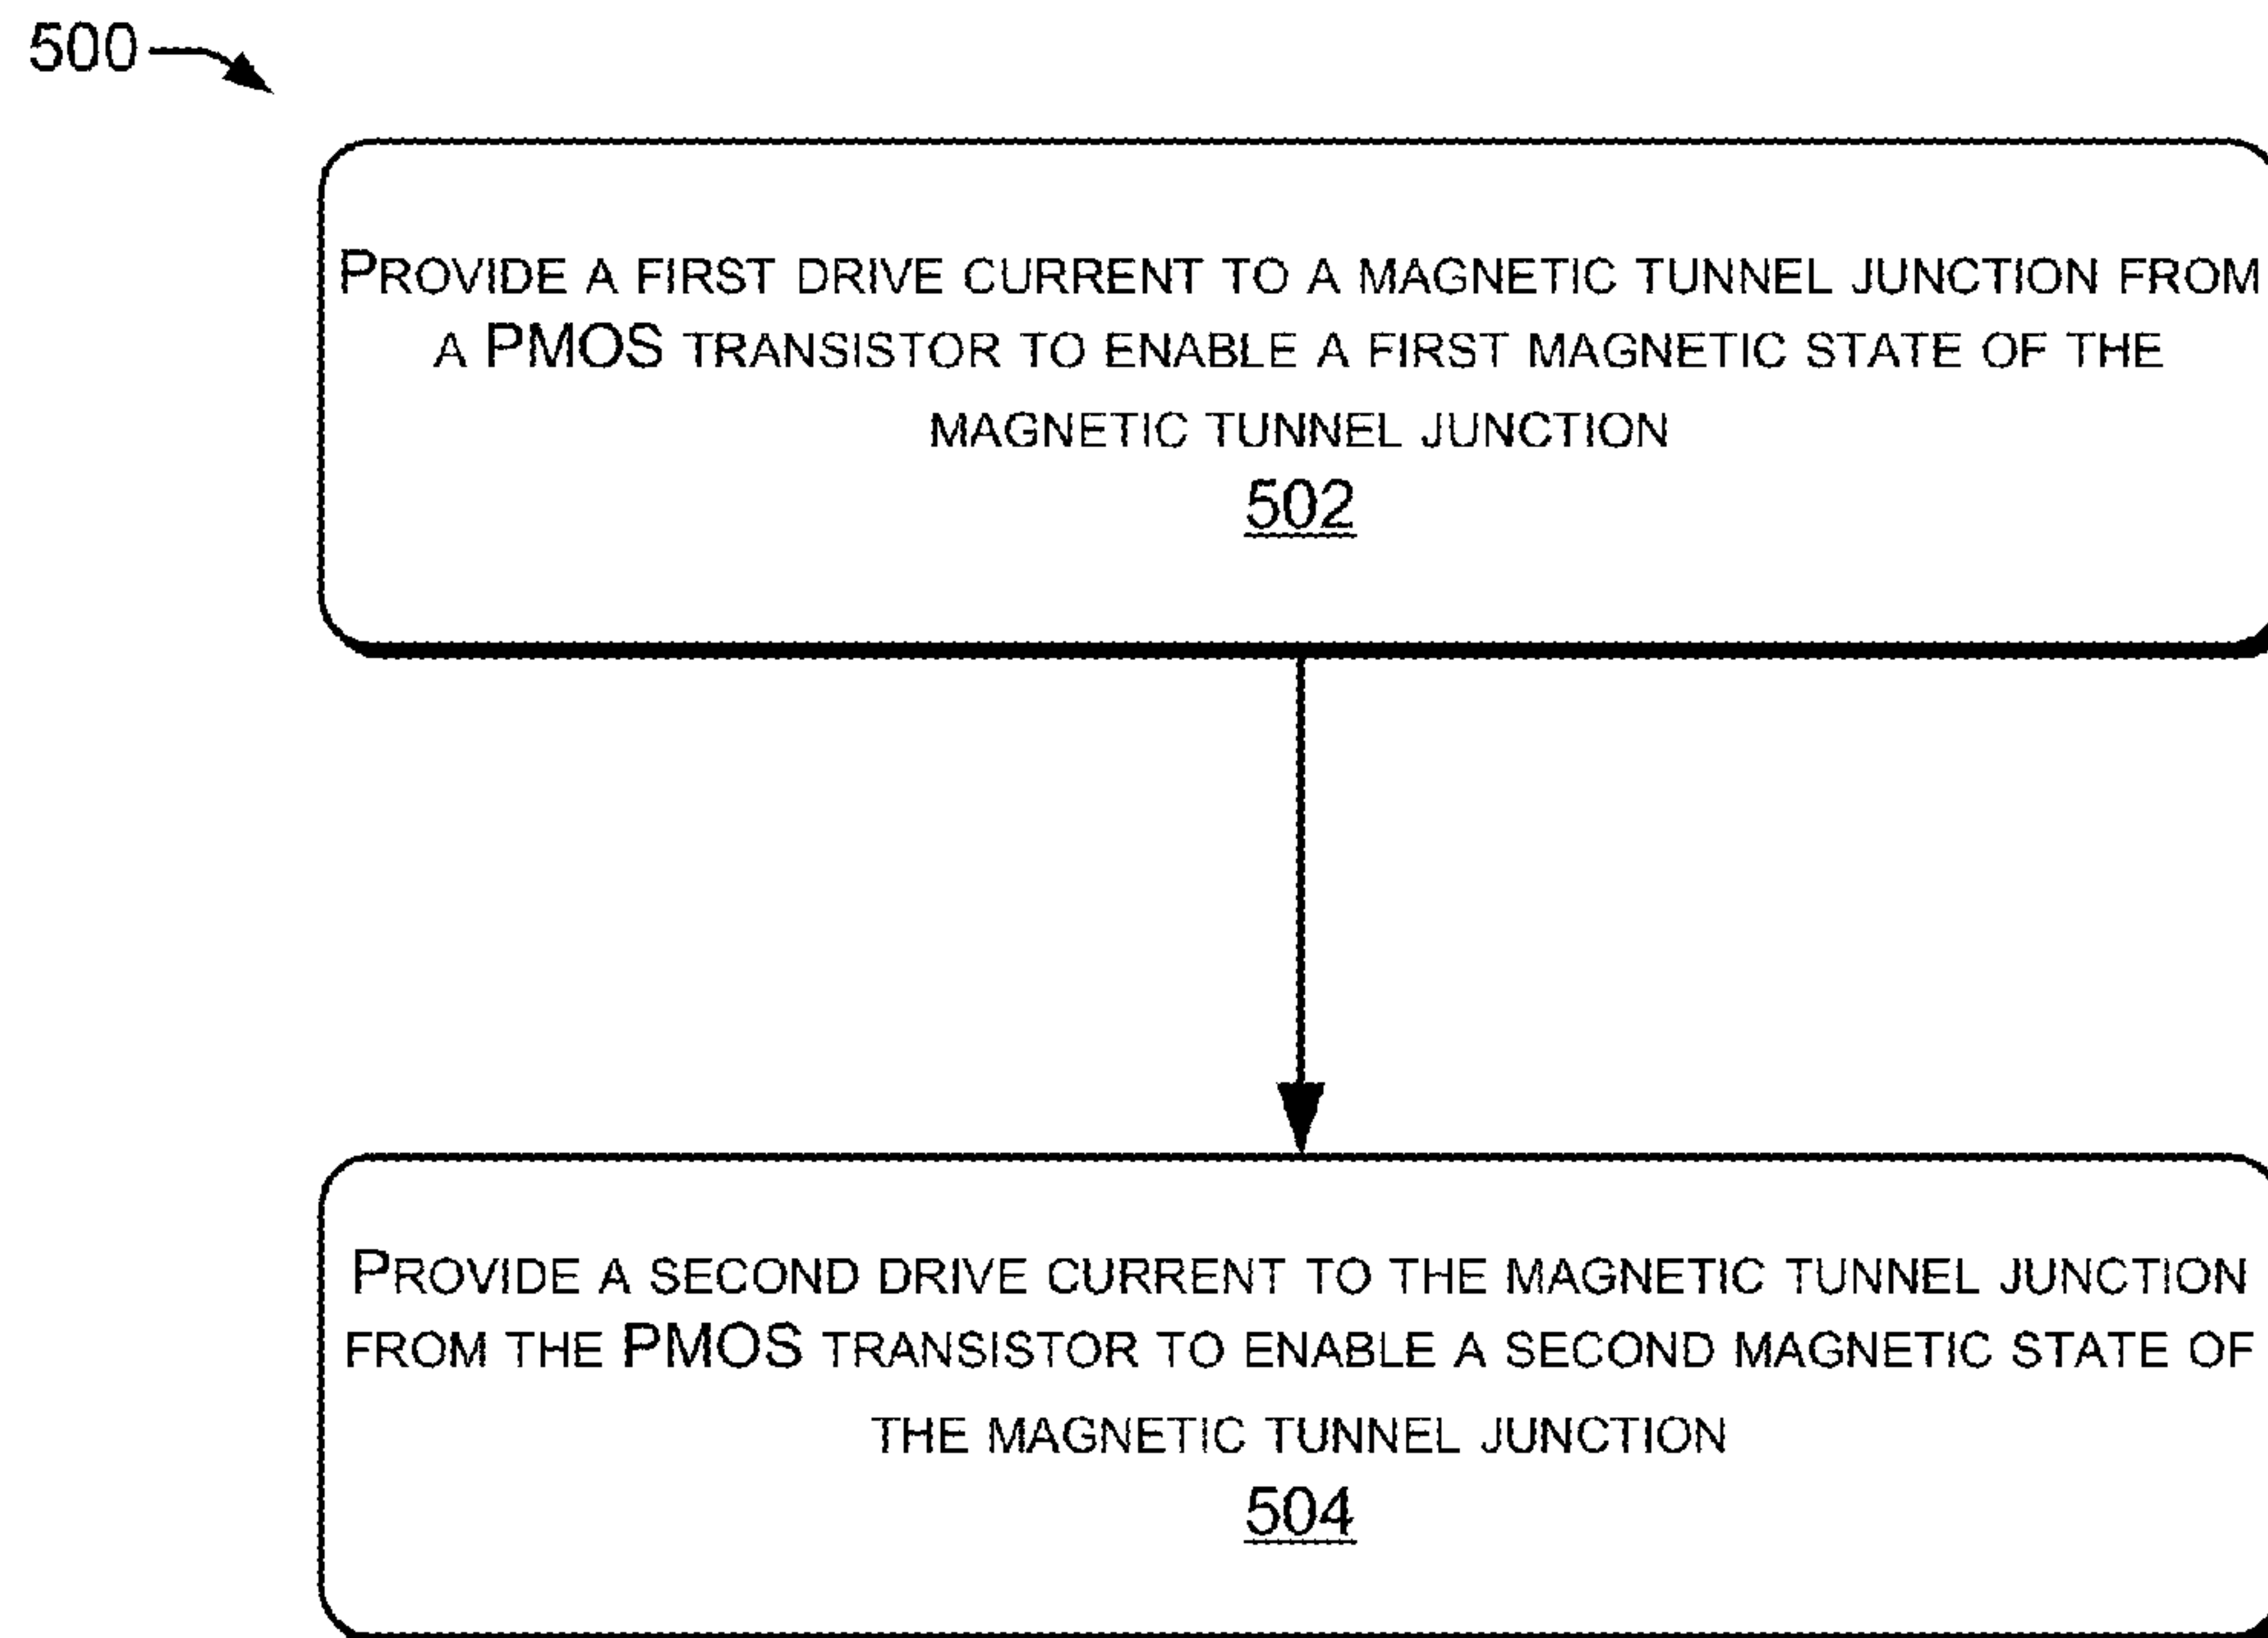 500
PROVIDE A FIRST DRIVE CURRENT TO A MAGNETIC TUNNEL JUNCTION FROM
A PMOS TRANSISTOR TO ENABLE A FIRST MAGNETIC STATE OF THE
MAGNETIC TUNNEL JUNCTION
502
PROVIDE A SECOND DRIVE CURRENT TO THE MAGNETIC TUNNEL JUNCTION
FROM THE PMOS TRANSISTOR TO ENABLE A SECOND MAGNETIC STATE OF
THE MAGNETIC TUNNEL JUNCTION
504